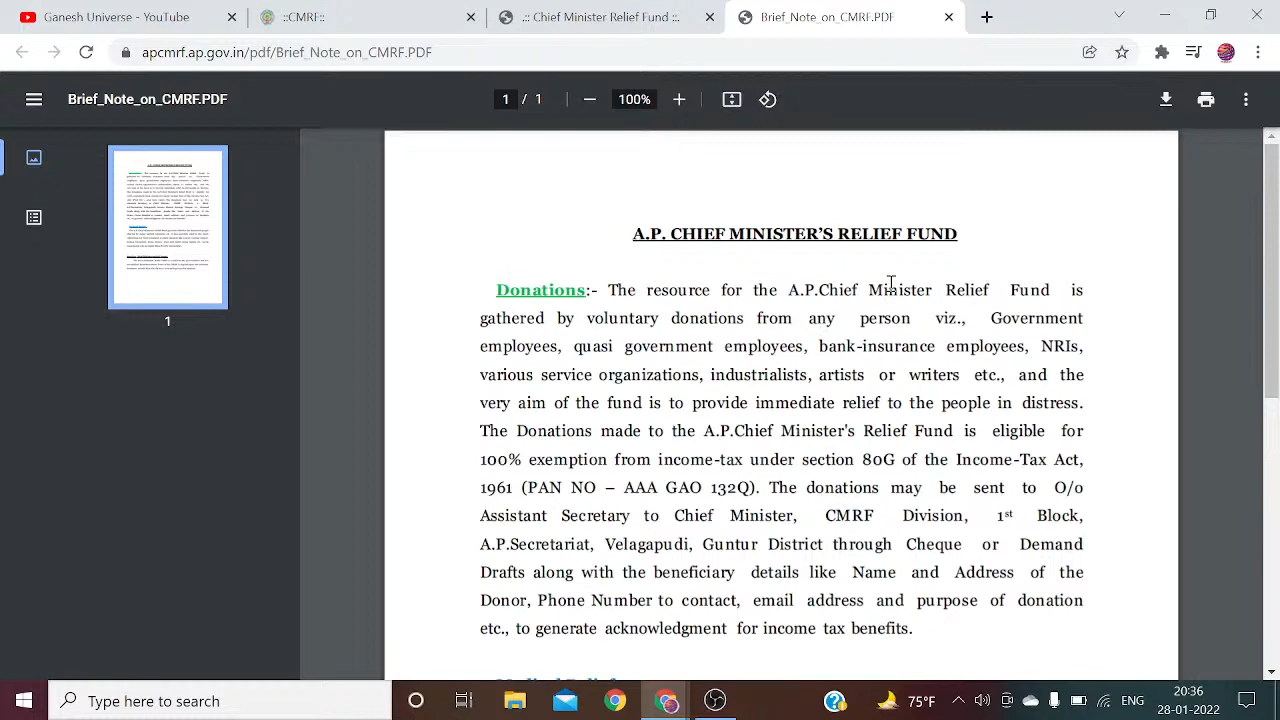 Ganesh Universe - YouTube
::CMRF::
.:: Chief Minister Relief Fund ::.
Brief_Note_on_CMRF.PDF
apcmrf.ap.gov.in/pdf/Brief_Note_on_CMRF.PDF
Brief_Note_on_CMRF.PDF
1 / 1
100%
1
A.P. CHIEF MINISTER'S RELIEF FUND
Donations:- The resource for the A.P.Chief Minister Relief Fund is
gathered by voluntary donations from any person viz., Government
employees, quasi government employees, bank-insurance employees, NRIs,
various service organizations, industrialists, artists or writers etc., and the
very aim of the fund is to provide immediate relief to the people in distress.
The Donations made to the A.P.Chief Minister's Relief Fund is eligible for
100% exemption from income-tax under section 80G of the Income-Tax Act,
1961 (PAN NO – AAA GAO 132Q). The donations may be sent to O/o
Assistant Secretary to Chief Minister, CMRF Division, 1st Block,
A.P.Secretariat, Velagapudi, Guntur District through Cheque or Demand
Drafts along with the beneficiary details like Name and Address of the
Donor, Phone Number to contact, email address and purpose of donation
etc., to generate acknowledgment for income tax benefits.
Type here to search
75°F
ENG
20:36
28-01-2022